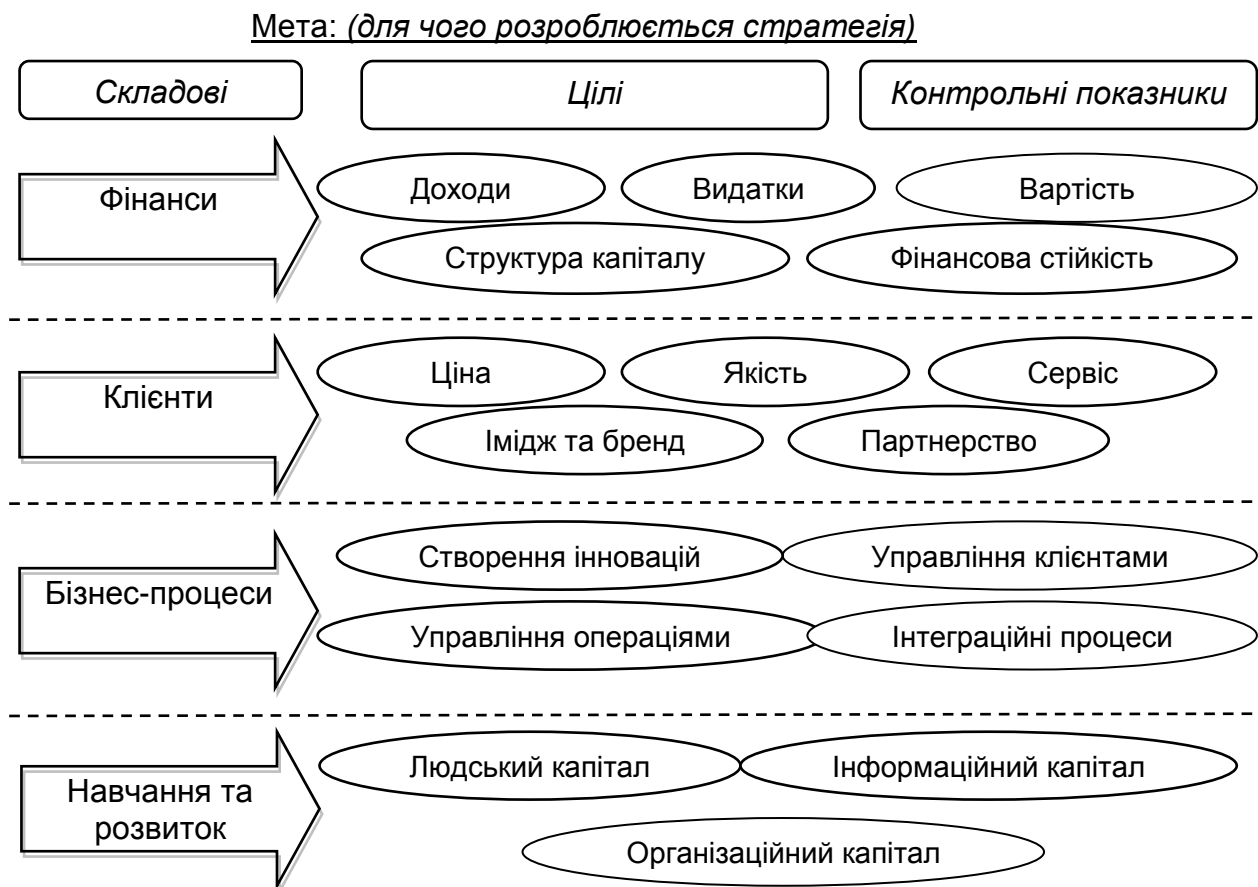 Мета: (для чого розроблюється стратегія)
Складові
Цілі
Контрольні показники
Фінанси
Доходи
Видатки
Вартість
Структура капіталу
Фінансова стійкість
Клієнти
Ціна
Якість
Сервіс
Імідж та бренд
Партнерство
Бізнес-процеси
Створення інновацій
Управління клієнтами
Управління операціями
Інтеграційні процеси
Навчання та
розвиток
Людський капітал
Інформаційний капітал
Організаційний капітал